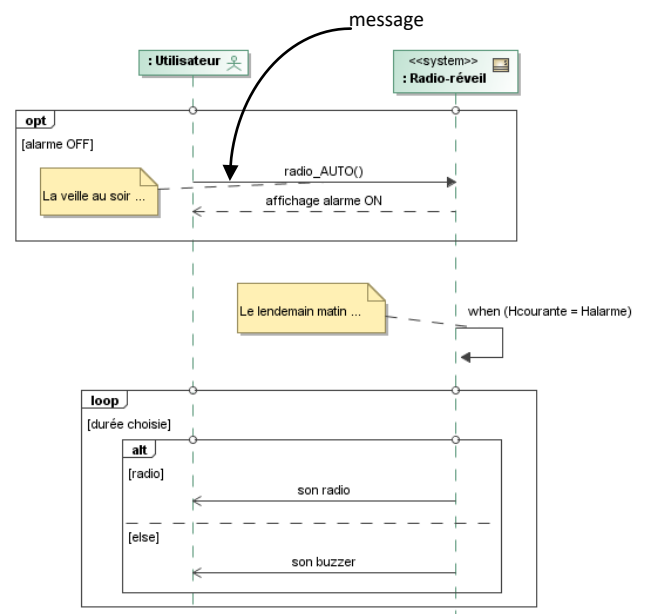 message
: Utilisateur
<<system>>
: Radio-réveil
opt
[alarme OFF]
radio_AUTO()
La veille au soir ...
affichage alarme ON
Le lendemain matin ...
when (Hcourante = Halarme)
loop
[durée choisie]
alt
[radio]
son radio
[else]
son buzzer